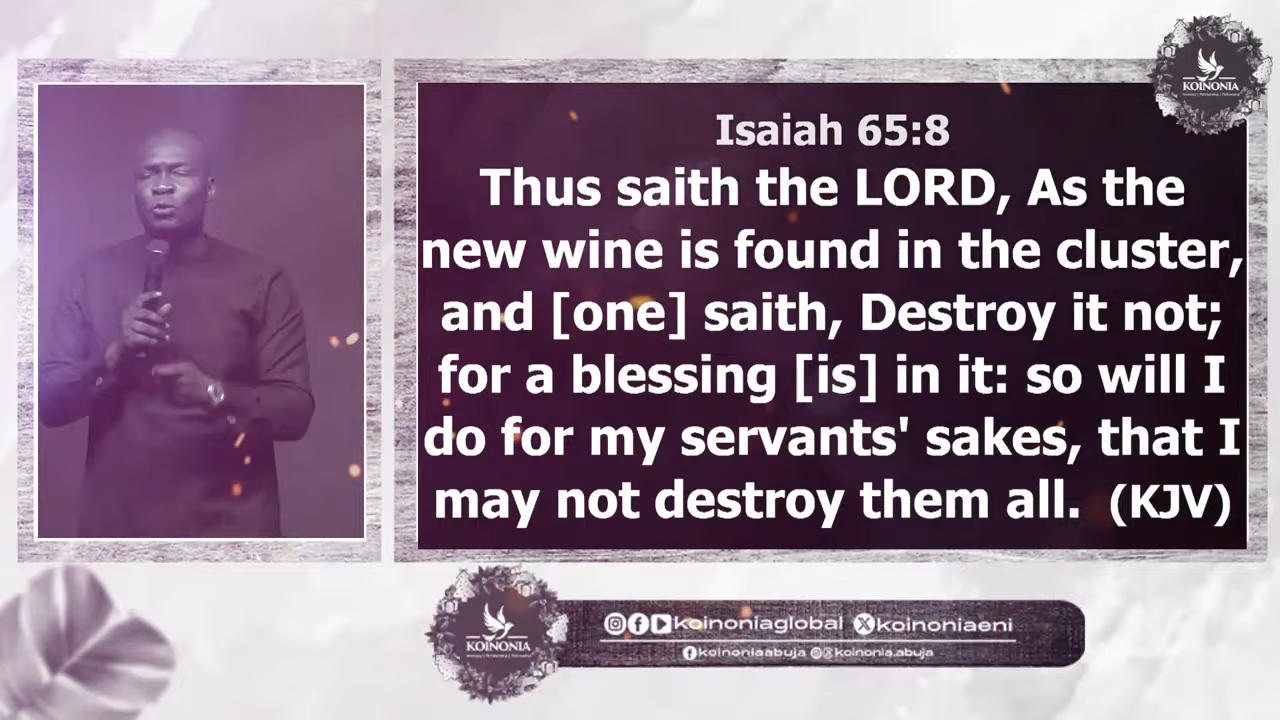 KOINONIA
Isaiah 65:8
Thus saith the LORD, As the
new wine is found in the cluster,
and [one] saith, Destroy it not;
for a blessing [is] in it: so will I
do for my servants' sakes, that I
may not destroy them all. (KJV)
KOINONIA
koinoniaglobal koinoniaeni
koinoniaabuja koinonia.abuja